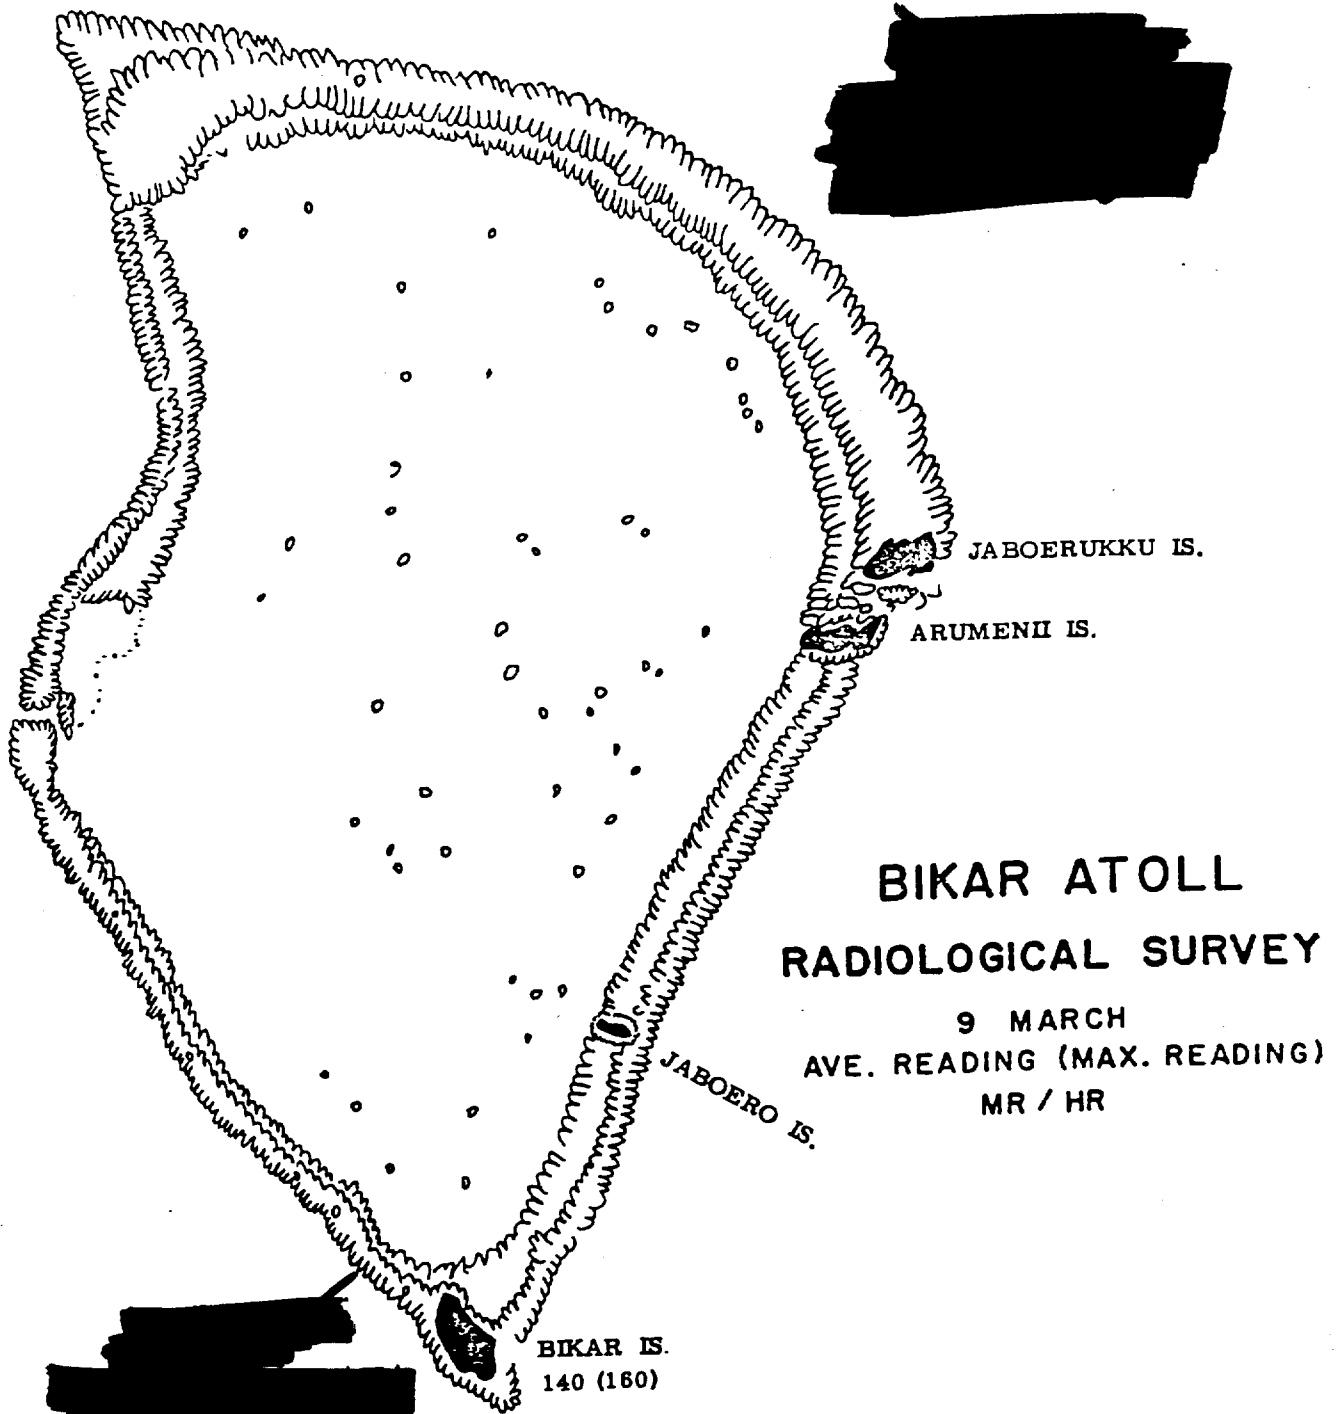 JABOERUKKU IS.
ARUMENII IS.
BIKAR ATOLL
RADIOLOGICAL SURVEY
9 MARCH
AVE. READING (MAX. READING)
MR / HR
JABOERO IS.
BIKAR IS.
140 (160)